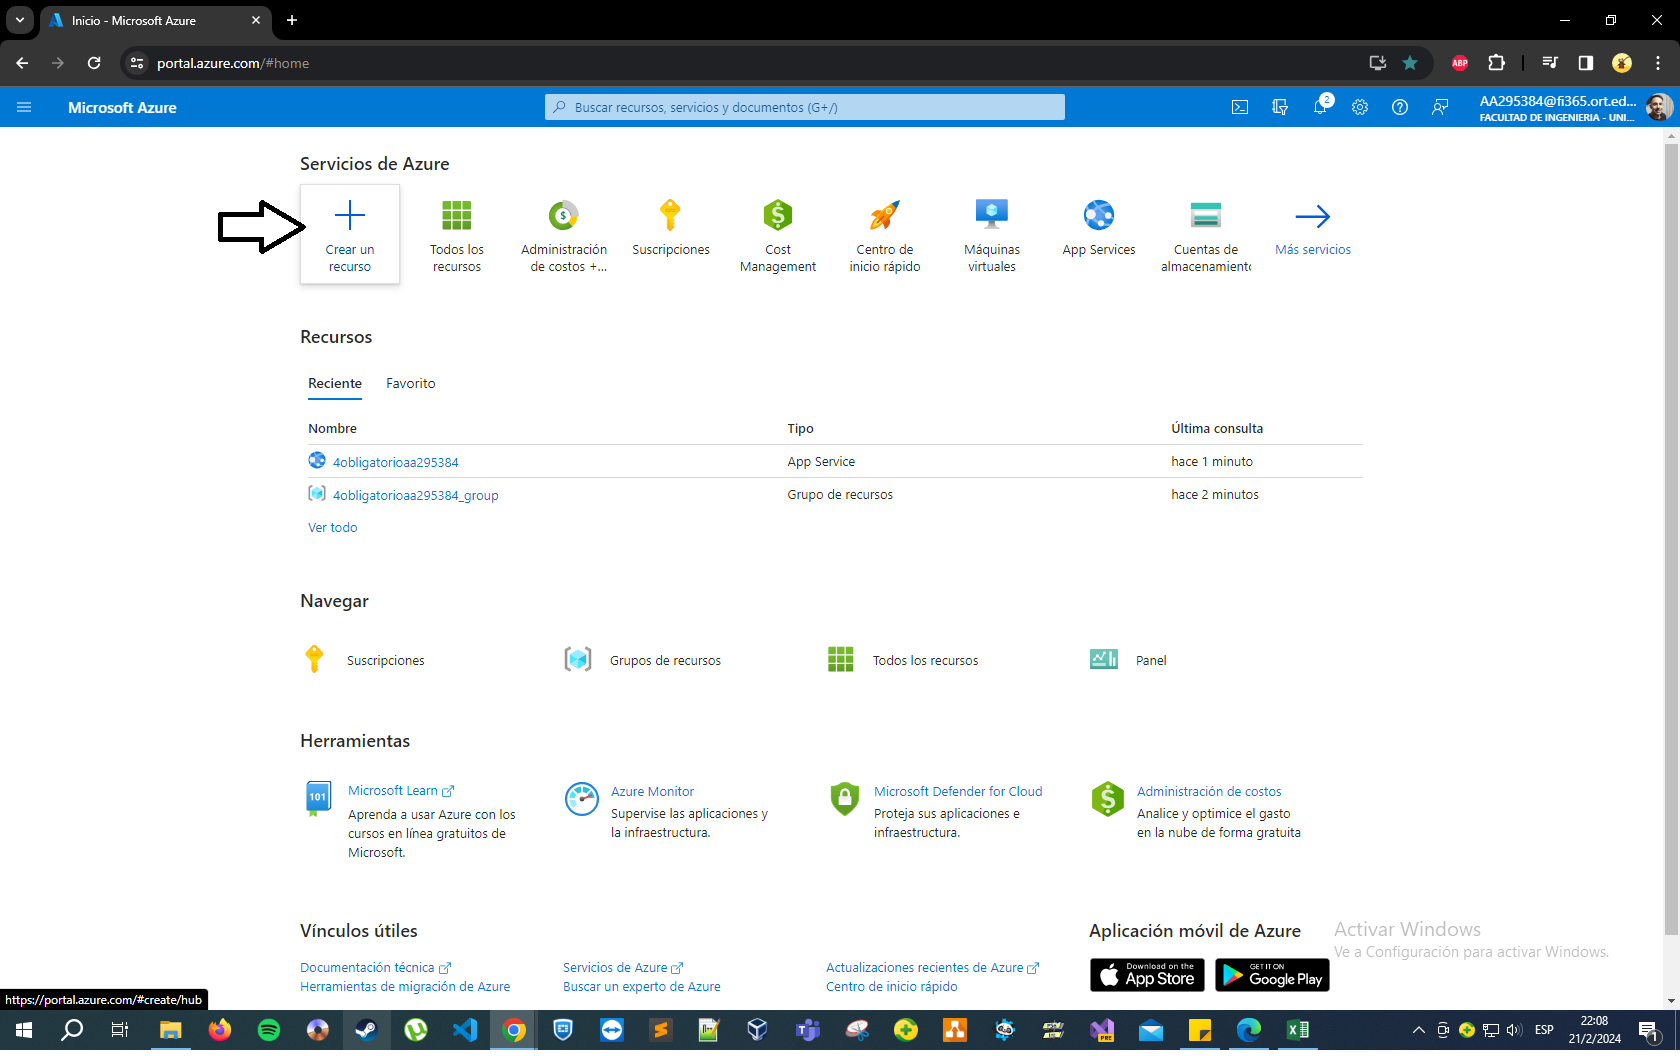 Inicio - Microsoft Azure
portal.azure.com/#home
ABP
Microsoft Azure
Buscar recursos, servicios y documentos (G+/)
2
AA295384@fi365.ort.ed...
FACULTAD DE INGENIERIA - UNI...
Servicios de Azure
Crear un
recurso
Todos los
recursos
Administración
de costos +...
Suscripciones
Cost
Management
Centro de
inicio rápido
Máquinas
virtuales
App Services
Cuentas de
almacenamiento
Más servicios
Recursos
Reciente
Favorito
Nombre
Tipo
Última consulta
4obligatorioaa295384
App Service
hace 1 minuto
4obligatorioaa295384_group
Grupo de recursos
hace 2 minutos
Ver todo
Navegar
Suscripciones
Grupos de recursos
Todos los recursos
Panel
Herramientas
101
Microsoft Learn
Aprenda a usar Azure con los
cursos en línea gratuitos de
Microsoft.
Azure Monitor
Supervise las aplicaciones y
la infraestructura.
Microsoft Defender for Cloud
Proteja sus aplicaciones e
infraestructura.
Administración de costos
Analice y optimice el gasto
en la nube de forma gratuita
Vínculos útiles
Documentación técnica
Herramientas de migración de Azure
Servicios de Azure
Buscar un experto de Azure
Actualizaciones recientes de Azure
Centro de inicio rápido
Aplicación móvil de Azure
Download on the
App Store
GET IT ON
Google Play
Activar Windows
Ve a Configuración para activar Windows.
https://portal.azure.com/#create/hub
PRE
ESP
22:08
21/2/2024
1